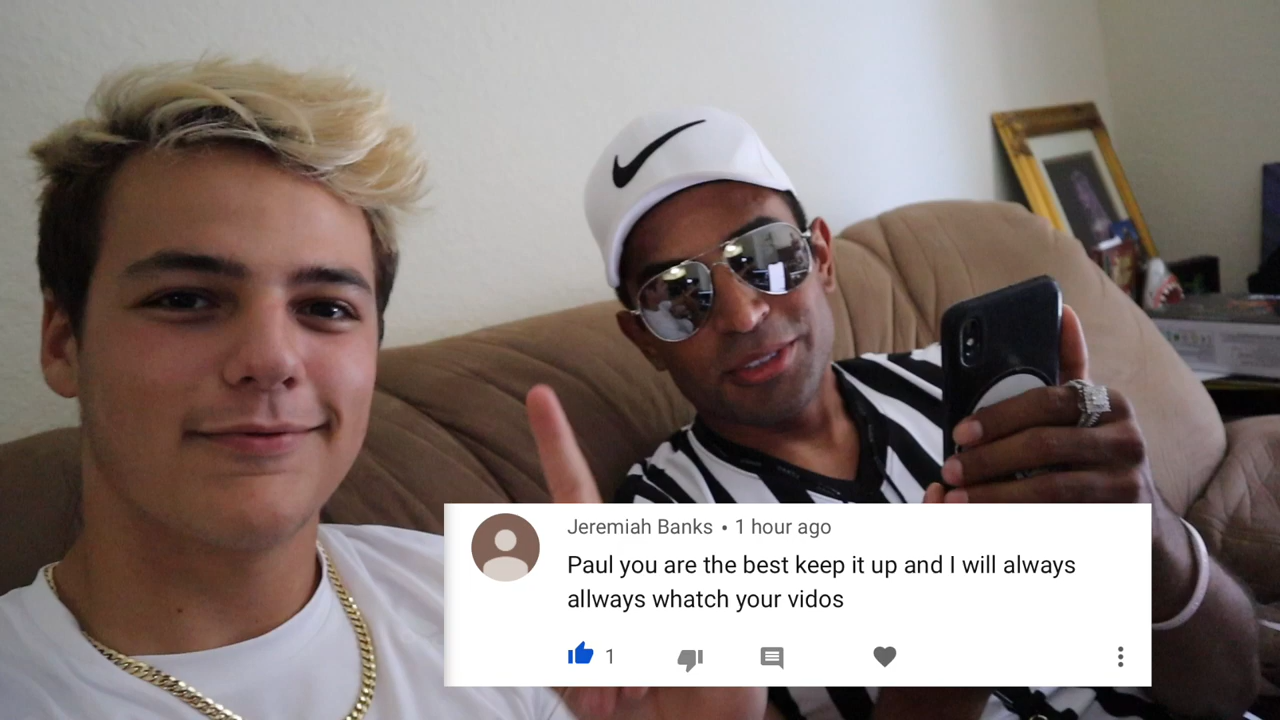 Jeremiah Banks • 1 hour ago
Paul you are the best keep it up and I will always
allways whatch your vidos
1